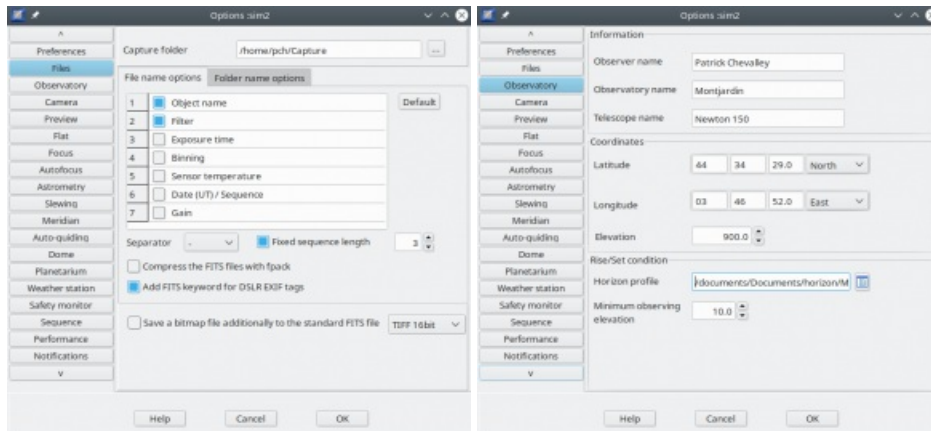 Options :sim2
^
Preferences
Files
Observatory
Camera
Preview
Flat
Focus
Autofocus
Astrometry
Slewing
Meridian
Auto-guiding
Dome
Planetarium
Weather station
Safety monitor
Sequence
Performance
Notifications
v
Capture folder /home/pch/Capture ...
File name options Folder name options
1 Object name Default
2 Filter
3 Exposure time
4 Binning
5 Sensor temperature
6 Date (UT) / Sequence
7 Gain
Separator Fixed sequence length 3
Compress the FITS files with fpack
Add FITS keyword for DSLR EXIF tags
Save a bitmap file additionally to the standard FITS file TIFF 16bit
Help Cancel OK
Options :sim2
^
Preferences
Files
Observatory
Camera
Preview
Flat
Focus
Autofocus
Astrometry
Slewing
Meridian
Auto-guiding
Dome
Planetarium
Weather station
Safety monitor
Sequence
Performance
Notifications
v
Information
Observer name Patrick Chevalley
Observatory name Montjardin
Telescope name Newton 150
Coordinates
Latitude 44 34 29.0 North
Longitude 03 46 52.0 East
Elevation 900.0
Rise/Set condition
Horizon profile /documents/Documents/horizon/M
Minimum observing elevation 10.0
Help Cancel OK